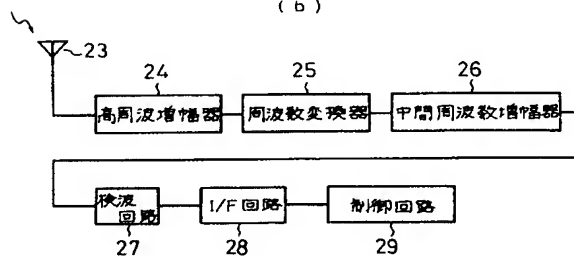 (b)
23
24 25 26
高周波増幅器 周波数変換器 中間周波数増幅器
検波 I/F回路 制御回路
回路
27 28 29